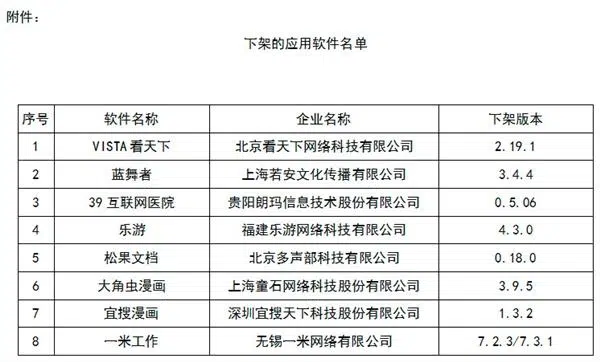 附件：
下架的应用软件名单
序号 软件名称 企业名称 下架版本
1 VISTA看天下 北京看天下网络科技有限公司 2.19.1
2 蓝舞者 上海若安文化传播有限公司 3.4.4
3 39互联网医院 贵阳朗玛信息技术股份有限公司 0.5.06
4 乐游 福建乐游网络科技有限公司 4.3.0
5 松果文档 北京多声部科技有限公司 0.18.0
6 大角虫漫画 上海童石网络科技股份有限公司 3.9.5
7 宜搜漫画 深圳宜搜天下科技股份有限公司 1.3.2
8 一米工作 无锡一米网络有限公司 7.2.3/7.3.1